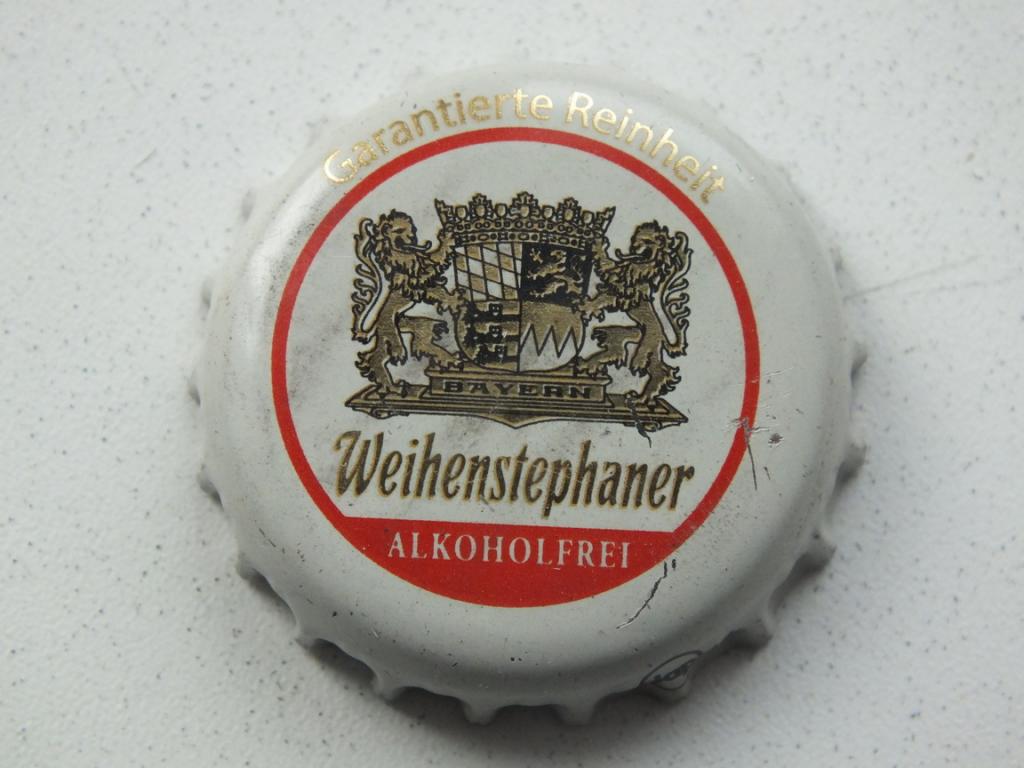 Garantierte Reinheit
BAYERN
Weihenstephaner
ALKOHOLFREI